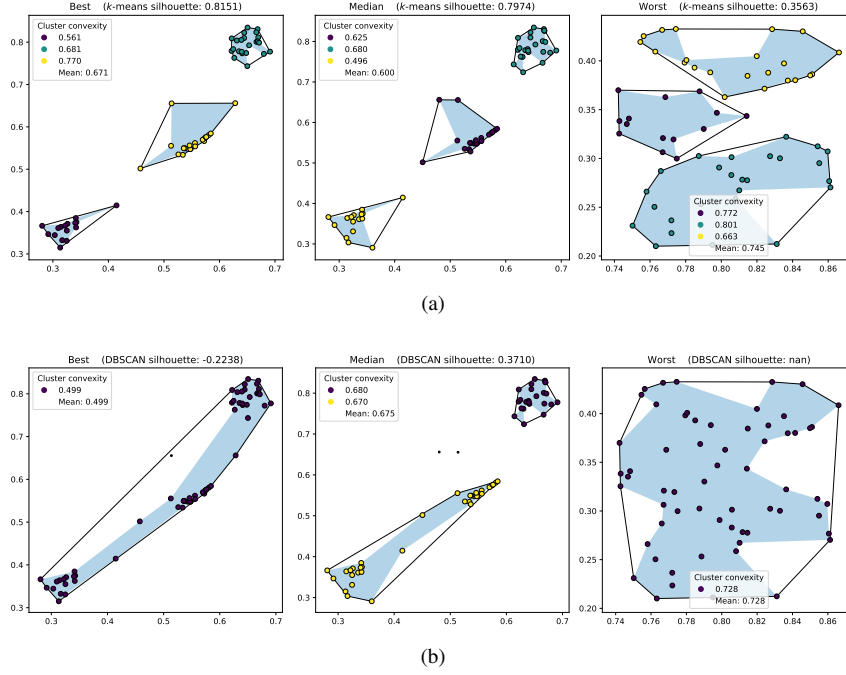 Best (k-means silhouette: 0.8151)
Cluster convexity
0.561
0.681
0.770
Mean: 0.671
0.8
0.7
0.6
0.5
0.4
0.3
0.3 0.4 0.5 0.6 0.7
Median (k-means silhouette: 0.7974)
Cluster convexity
0.625
0.680
0.496
Mean: 0.600
0.8
0.7
0.6
0.5
0.4
0.3
0.3 0.4 0.5 0.6 0.7
Worst (k-means silhouette: 0.3563)
0.40
0.35
0.30
0.25
0.20
Cluster convexity
0.772
0.801
0.663
Mean: 0.745
0.74 0.76 0.78 0.80 0.82 0.84 0.86
(a)
Best (DBSCAN silhouette: -0.2238)
Cluster convexity
0.499
Mean: 0.499
0.8
0.7
0.6
0.5
0.4
0.3
0.3 0.4 0.5 0.6 0.7
Median (DBSCAN silhouette: 0.3710)
Cluster convexity
0.680
0.670
Mean: 0.675
0.8
0.7
0.6
0.5
0.4
0.3
0.3 0.4 0.5 0.6 0.7
Worst (DBSCAN silhouette: nan)
0.40
0.35
0.30
0.25
0.20
Cluster convexity
0.728
Mean: 0.728
0.74 0.76 0.78 0.80 0.82 0.84 0.86
(b)